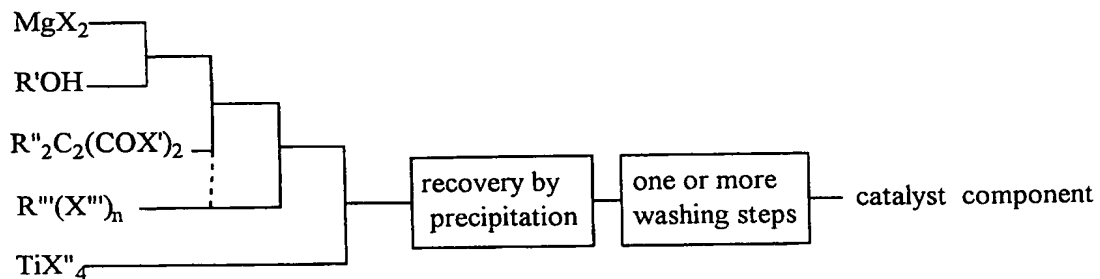 MgX₂
R'OH
R"₂C₂(COX')₂
R'''(X''')ₙ
TiX"₄
recovery by
precipitation
one or more
washing steps
catalyst component